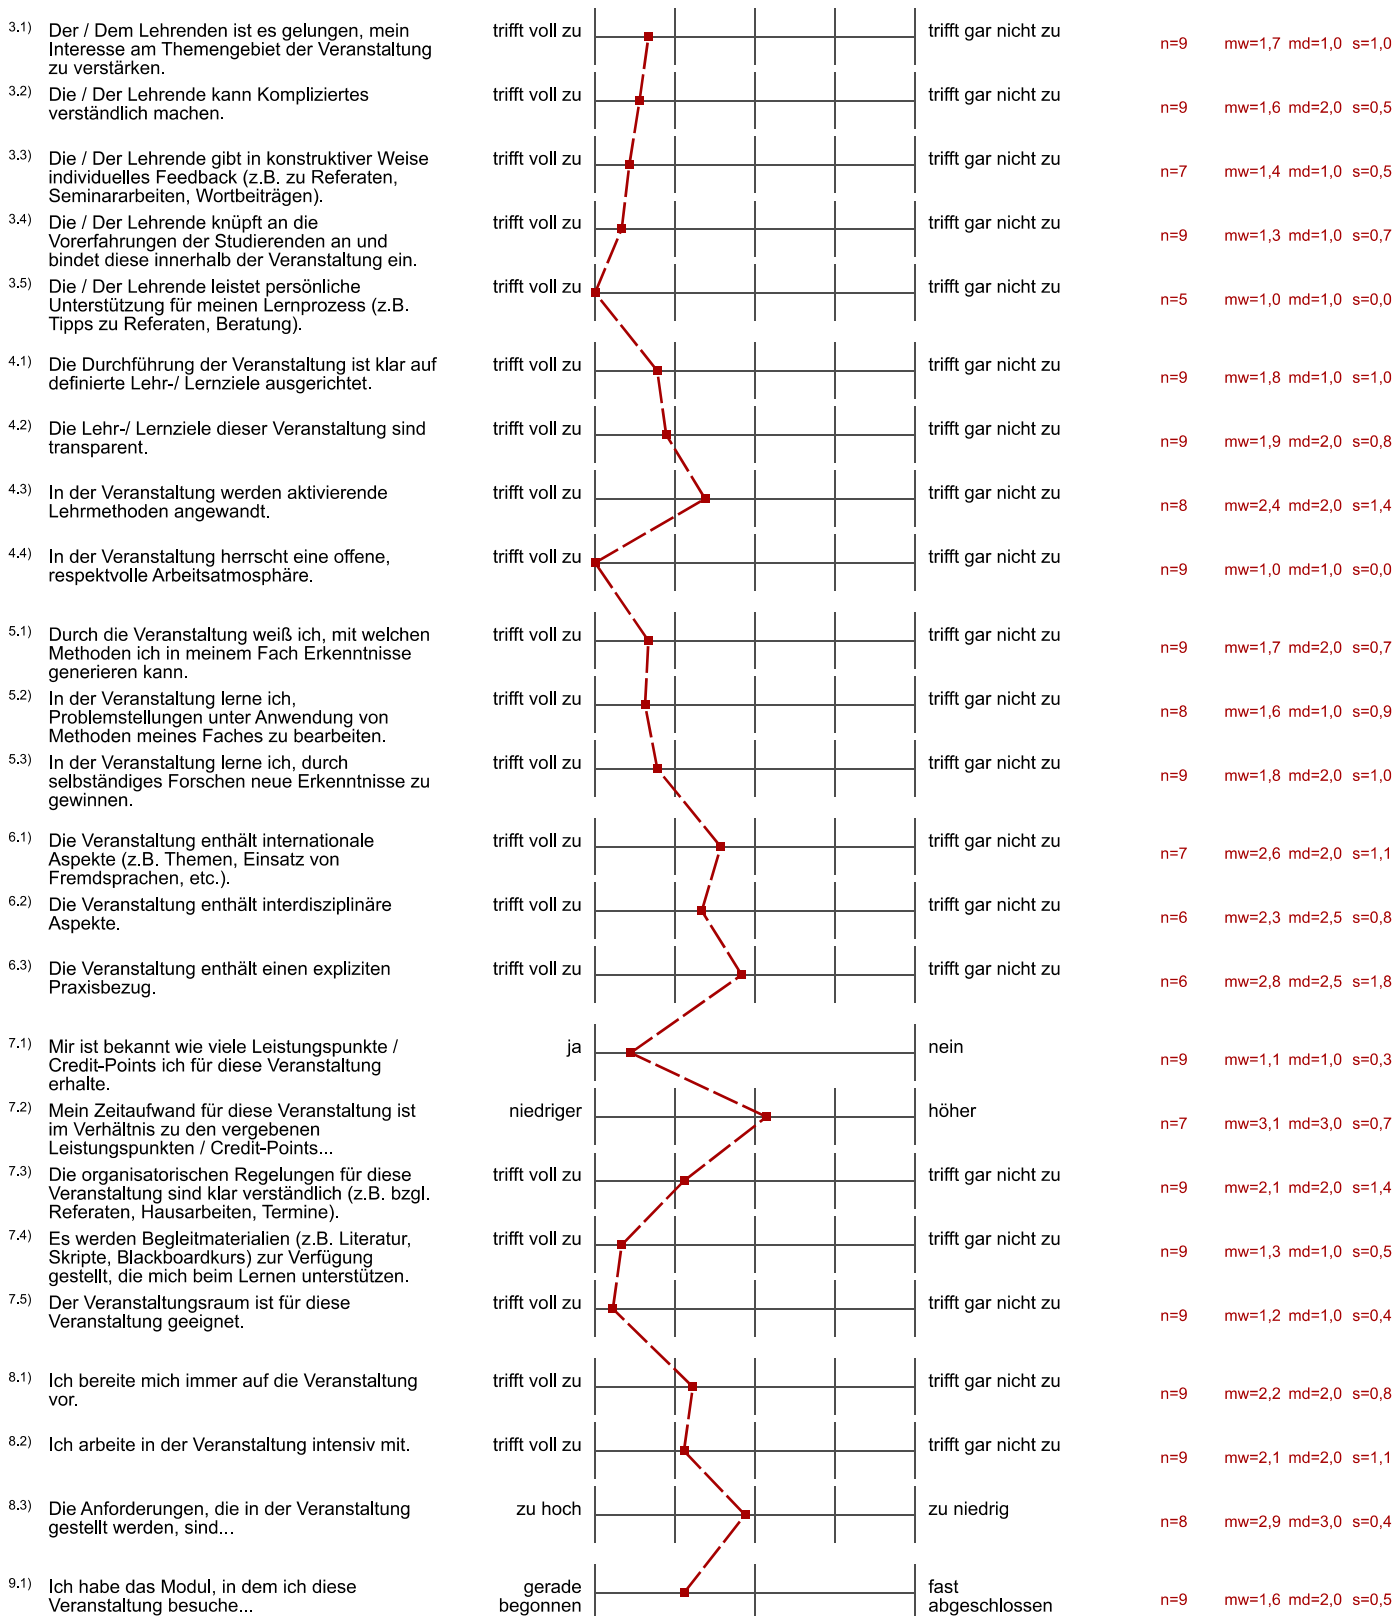 3.1) Der / Dem Lehrenden ist es gelungen, mein trifft voll zu trifft gar nicht zu
Interesse am Themengebiet der Veranstaltung n=9 mw=1,7 md=1,0 s=1,0
zu verstärken.
3.2) Die / Der Lehrende kann Kompliziertes trifft voll zu trifft gar nicht zu
verständlich machen. n=9 mw=1,6 md=2,0 s=0,5
3.3) Die / Der Lehrende gibt in konstruktiver Weise trifft voll zu trifft gar nicht zu
individuelles Feedback (z.B. zu Referaten, n=7 mw=1,4 md=1,0 s=0,5
Seminararbeiten, Wortbeiträgen).
3.4) Die / Der Lehrende knüpft an die trifft voll zu trifft gar nicht zu
Vorerfahrungen der Studierenden an und n=9 mw=1,3 md=1,0 s=0,7
bindet diese innerhalb der Veranstaltung ein.
3.5) Die / Der Lehrende leistet persönliche trifft voll zu trifft gar nicht zu
Unterstützung für meinen Lernprozess (z.B. n=5 mw=1,0 md=1,0 s=0,0
Tipps zu Referaten, Beratung).
4.1) Die Durchführung der Veranstaltung ist klar auf trifft voll zu trifft gar nicht zu
definierte Lehr-/ Lernziele ausgerichtet. n=9 mw=1,8 md=1,0 s=1,0
4.2) Die Lehr-/ Lernziele dieser Veranstaltung sind trifft voll zu trifft gar nicht zu
transparent. n=9 mw=1,9 md=2,0 s=0,8
4.3) In der Veranstaltung werden aktivierende trifft voll zu trifft gar nicht zu
Lehrmethoden angewandt. n=8 mw=2,4 md=2,0 s=1,4
4.4) In der Veranstaltung herrscht eine offene, trifft voll zu trifft gar nicht zu
respektvolle Arbeitsatmosphäre. n=9 mw=1,0 md=1,0 s=0,0
5.1) Durch die Veranstaltung weiß ich, mit welchen trifft voll zu trifft gar nicht zu
Methoden ich in meinem Fach Erkenntnisse n=9 mw=1,7 md=2,0 s=0,7
generieren kann.
5.2) In der Veranstaltung lerne ich, trifft voll zu trifft gar nicht zu
Problemstellungen unter Anwendung von n=8 mw=1,6 md=1,0 s=0,9
Methoden meines Faches zu bearbeiten.
5.3) In der Veranstaltung lerne ich, durch trifft voll zu trifft gar nicht zu
selbständiges Forschen neue Erkenntnisse zu n=9 mw=1,8 md=2,0 s=1,0
gewinnen.
6.1) Die Veranstaltung enthält internationale trifft voll zu trifft gar nicht zu
Aspekte (z.B. Themen, Einsatz von n=7 mw=2,6 md=2,0 s=1,1
Fremdsprachen, etc.).
6.2) Die Veranstaltung enthält interdisziplinäre trifft voll zu trifft gar nicht zu
Aspekte. n=6 mw=2,3 md=2,5 s=0,8
6.3) Die Veranstaltung enthält einen expliziten trifft voll zu trifft gar nicht zu
Praxisbezug. n=6 mw=2,8 md=2,5 s=1,8
7.1) Mir ist bekannt wie viele Leistungspunkte / ja nein
Credit-Points ich für diese Veranstaltung n=9 mw=1,1 md=1,0 s=0,3
erhalte.
7.2) Mein Zeitaufwand für diese Veranstaltung ist niedriger höher
im Verhältnis zu den vergebenen n=7 mw=3,1 md=3,0 s=0,7
Leistungspunkten / Credit-Points...
7.3) Die organisatorischen Regelungen für diese trifft voll zu trifft gar nicht zu
Veranstaltung sind klar verständlich (z.B. bzgl. n=9 mw=2,1 md=2,0 s=1,4
Referaten, Hausarbeiten, Termine).
7.4) Es werden Begleitmaterialien (z.B. Literatur, trifft voll zu trifft gar nicht zu
Skripte, Blackboardkurs) zur Verfügung n=9 mw=1,3 md=1,0 s=0,5
gestellt, die mich beim Lernen unterstützen.
7.5) Der Veranstaltungsraum ist für diese trifft voll zu trifft gar nicht zu
Veranstaltung geeignet. n=9 mw=1,2 md=1,0 s=0,4
8.1) Ich bereite mich immer auf die Veranstaltung trifft voll zu trifft gar nicht zu
vor. n=9 mw=2,2 md=2,0 s=0,8
8.2) Ich arbeite in der Veranstaltung intensiv mit. trifft voll zu trifft gar nicht zu
n=9 mw=2,1 md=2,0 s=1,1
8.3) Die Anforderungen, die in der Veranstaltung zu hoch zu niedrig
gestellt werden, sind... n=8 mw=2,9 md=3,0 s=0,4
9.1) Ich habe das Modul, in dem ich diese gerade fast
Veranstaltung besuche... begonnen abgeschlossen n=9 mw=1,6 md=2,0 s=0,5